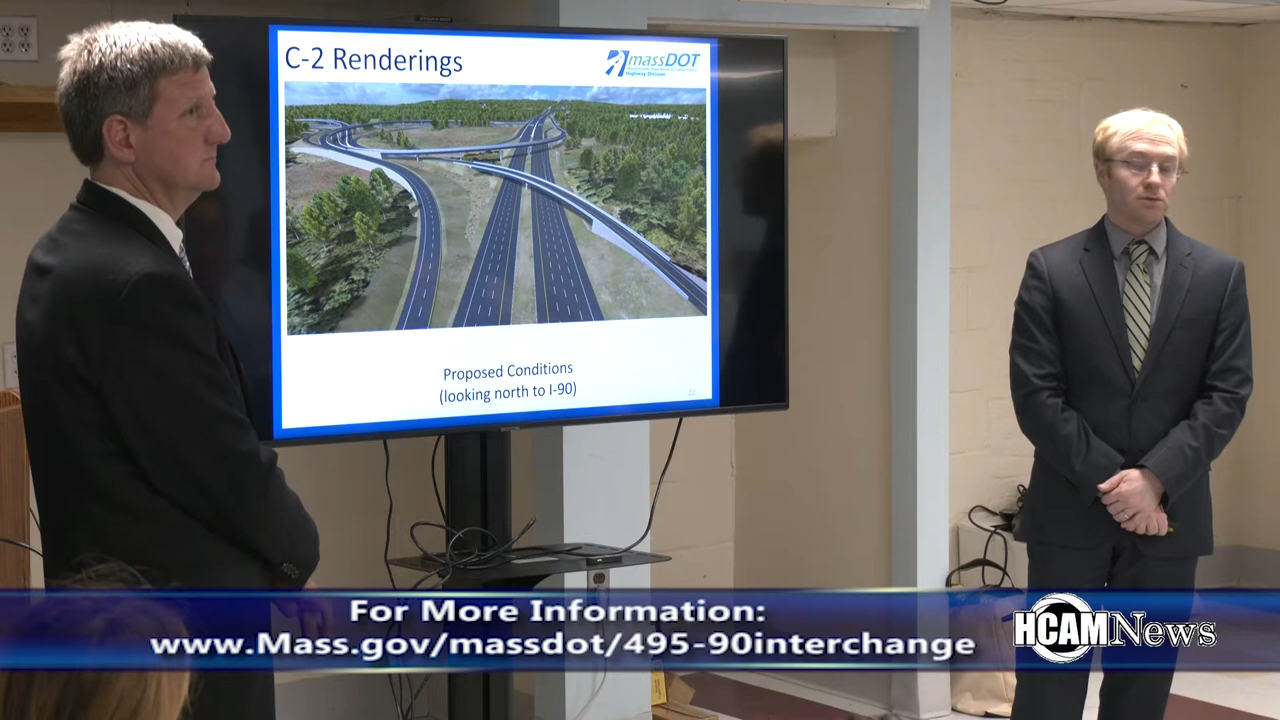 C-2 Renderings
massDOT
Highway Division
Proposed Conditions
(looking north to I-90)
22
For More Information:
www.Mass.gov/massdot/495-90interchange
HCAMNews